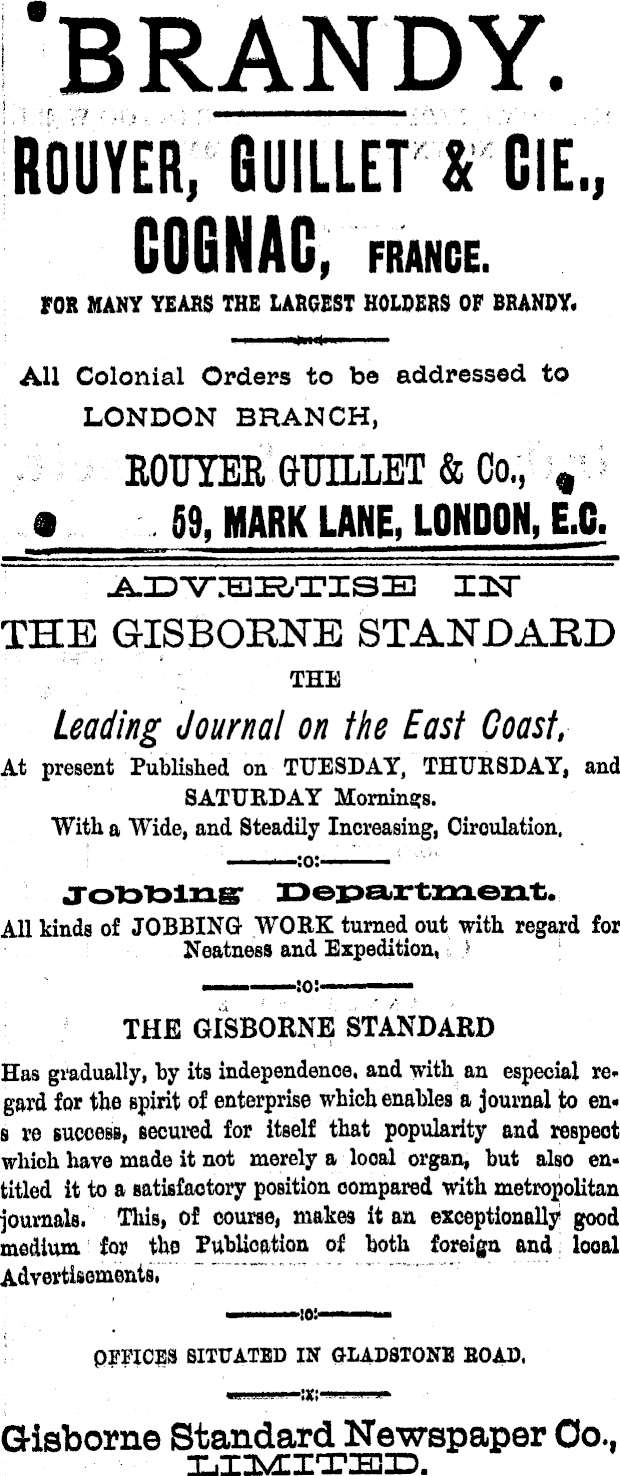 BRANDY.
ROUYER, GUILLET & CIE.,
COGNAC, FRANCE.
FOR MANY YEARS THE LARGEST HOLDERS OF BRANDY.
All Colonial Orders to be addressed to
LONDON BRANCH,
ROUYER GUILLET & Co.,
59, MARK LANE, LONDON, E.C.
ADVERTISE IN
THE GISBORNE STANDARD
THE
Leading Journal on the East Coast,
At present Published on TUESDAY, THURSDAY, and
SATURDAY Mornings.
With a Wide, and Steadily Increasing, Circulation.
:o:
Jobbing Department.
All kinds of JOBBING WORK turned out with regard for
Neatness and Expedition,
:o:
THE GISBORNE STANDARD
Has gradually, by its independence, and with an especial re-
gard for the spirit of enterprise which enables a journal to en-
s re success, secured for itself that popularity and respect
which have made it not merely a local organ, but also en-
titled it to a satisfactory position compared with metropolitan
journals. This, of course, makes it an exceptionally good
medium for the Publication of both foreign and local
Advertisements.
:o:
OFFICES SITUATED IN GLADSTONE ROAD.
:x:
Gisborne Standard Newspaper Co.,
LIMITED.